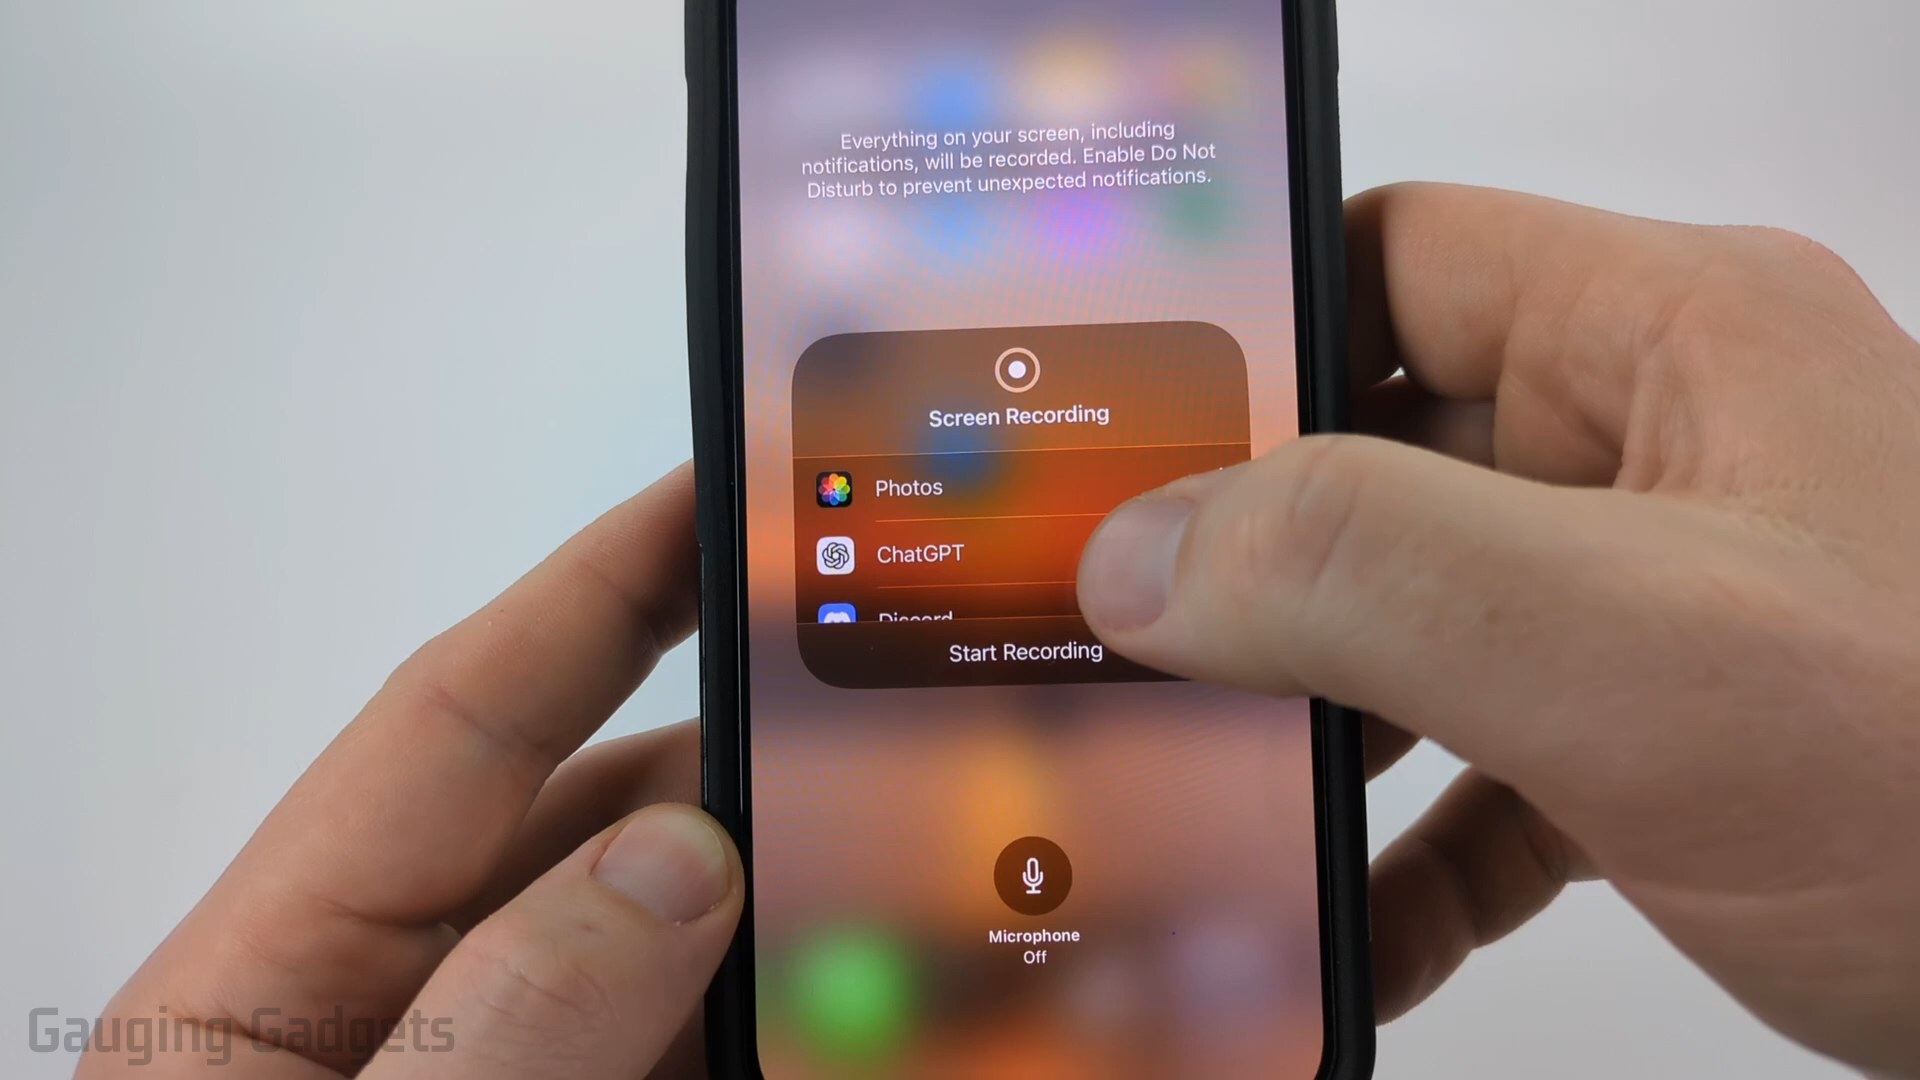 Everything on your screen, including
notifications, will be recorded. Enable Do Not
Disturb to prevent unexpected notifications.
Screen Recording
Photos
ChatGPT
Discord
Start Recording
Microphone
Off
Gauging Gadgets